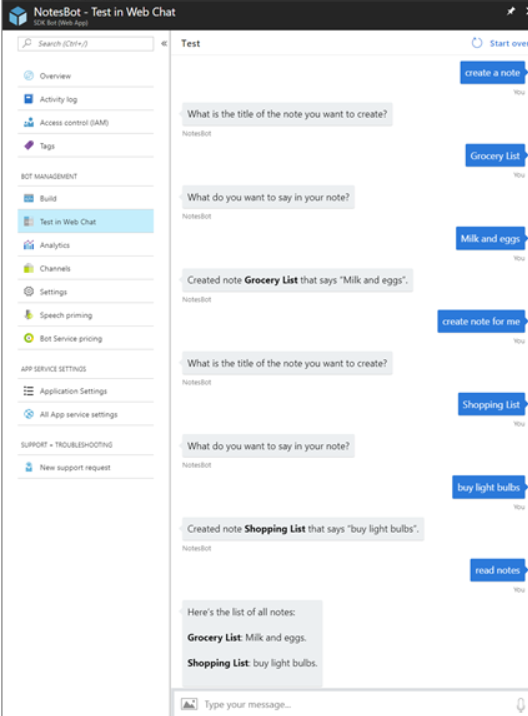 NotesBot - Test in Web Chat
SDK Bot (Web App)
Search (Ctrl+/)
Overview
Activity log
Access control (IAM)
Tags
BOT MANAGEMENT
Build
Test in Web Chat
Analytics
Channels
Settings
Speech priming
Bot Service pricing
APP SERVICE SETTINGS
Application Settings
All App service settings
SUPPORT + TROUBLESHOOTING
New support request
Test
Start over
create a note
You
What is the title of the note you want to create?
NotesBot
Grocery List
You
What do you want to say in your note?
NotesBot
Milk and eggs
You
Created note Grocery List that says "Milk and eggs".
NotesBot
create note for me
You
What is the title of the note you want to create?
NotesBot
Shopping List
You
What do you want to say in your note?
NotesBot
buy light bulbs
You
Created note Shopping List that says "buy light bulbs".
NotesBot
read notes
You
Here's the list of all notes:
Grocery List: Milk and eggs.
Shopping List: buy light bulbs.
Type your message...